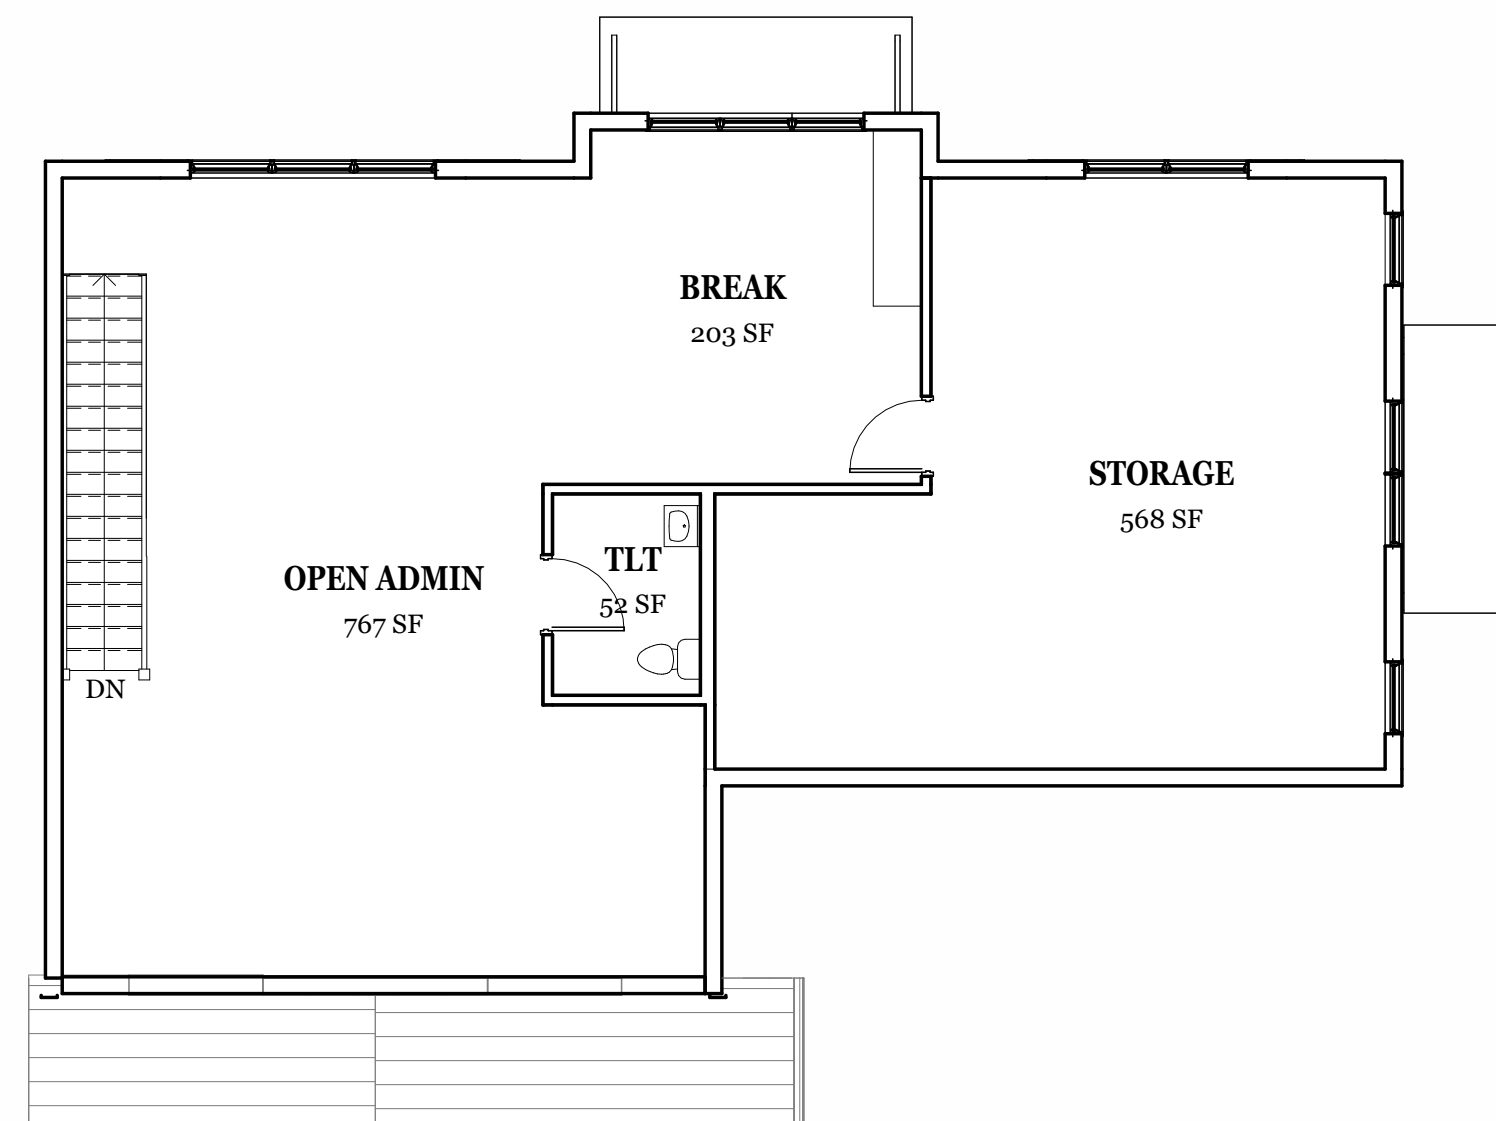 BREAK
203 SF
STORAGE
568 SF
TLT
52 SF
OPEN ADMIN
767 SF
DN